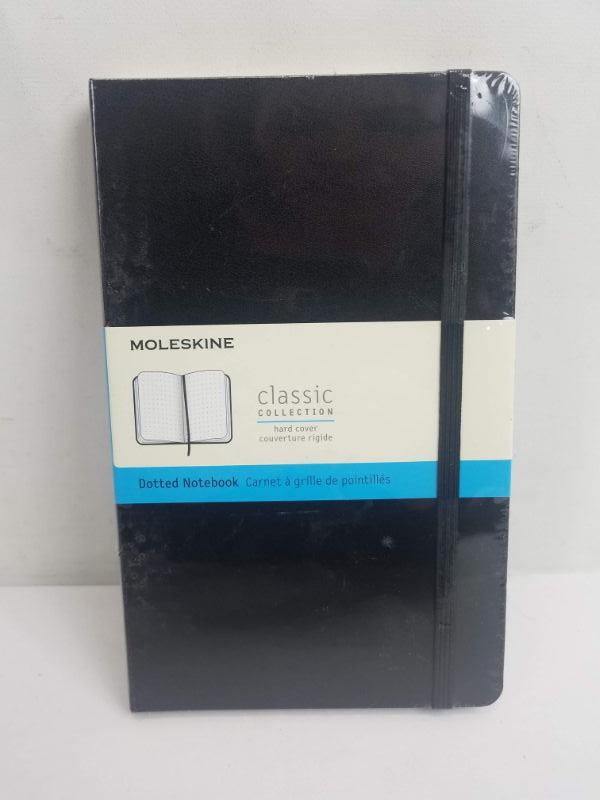 MOLESKINE
classic
COLLECTION
hard cover
couverture rigide
Dotted Notebook Carnet à grille de pointillés